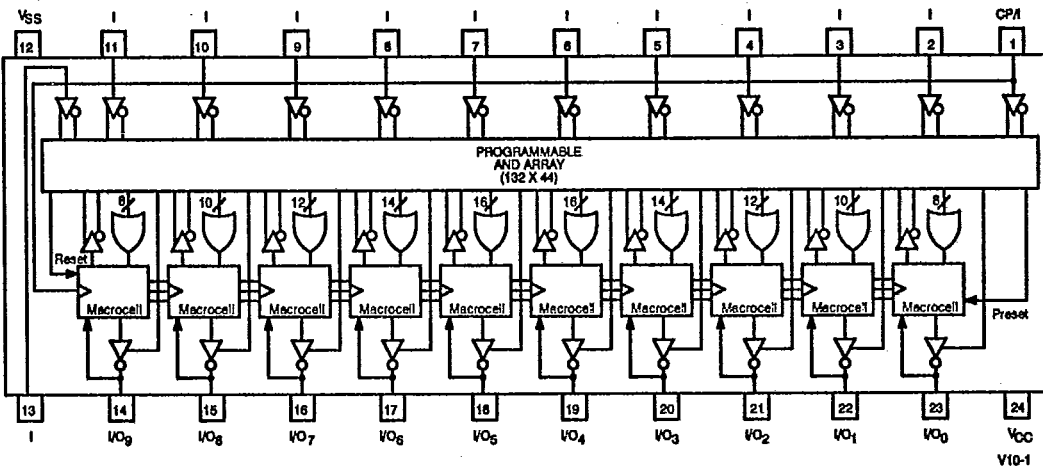 VSS I I I I I I I I I I CP/I
12 11 10 9 8 7 6 5 4 3 2 1
PROGRAMMABLE
AND ARRAY
(132 X 44)
8 10 12 14 16 16 14 12 10 8
Reset
Macrocell Macrocell Macrocell Macrocell Macrocell Macrocell Macrocell Macrocell Macrocell Macrocell
Preset
13 14 15 16 17 18 19 20 21 22 23 24
I I/O9 I/O8 I/O7 I/O6 I/O5 I/O4 I/O3 I/O2 I/O1 I/O0 VCC
V10-1